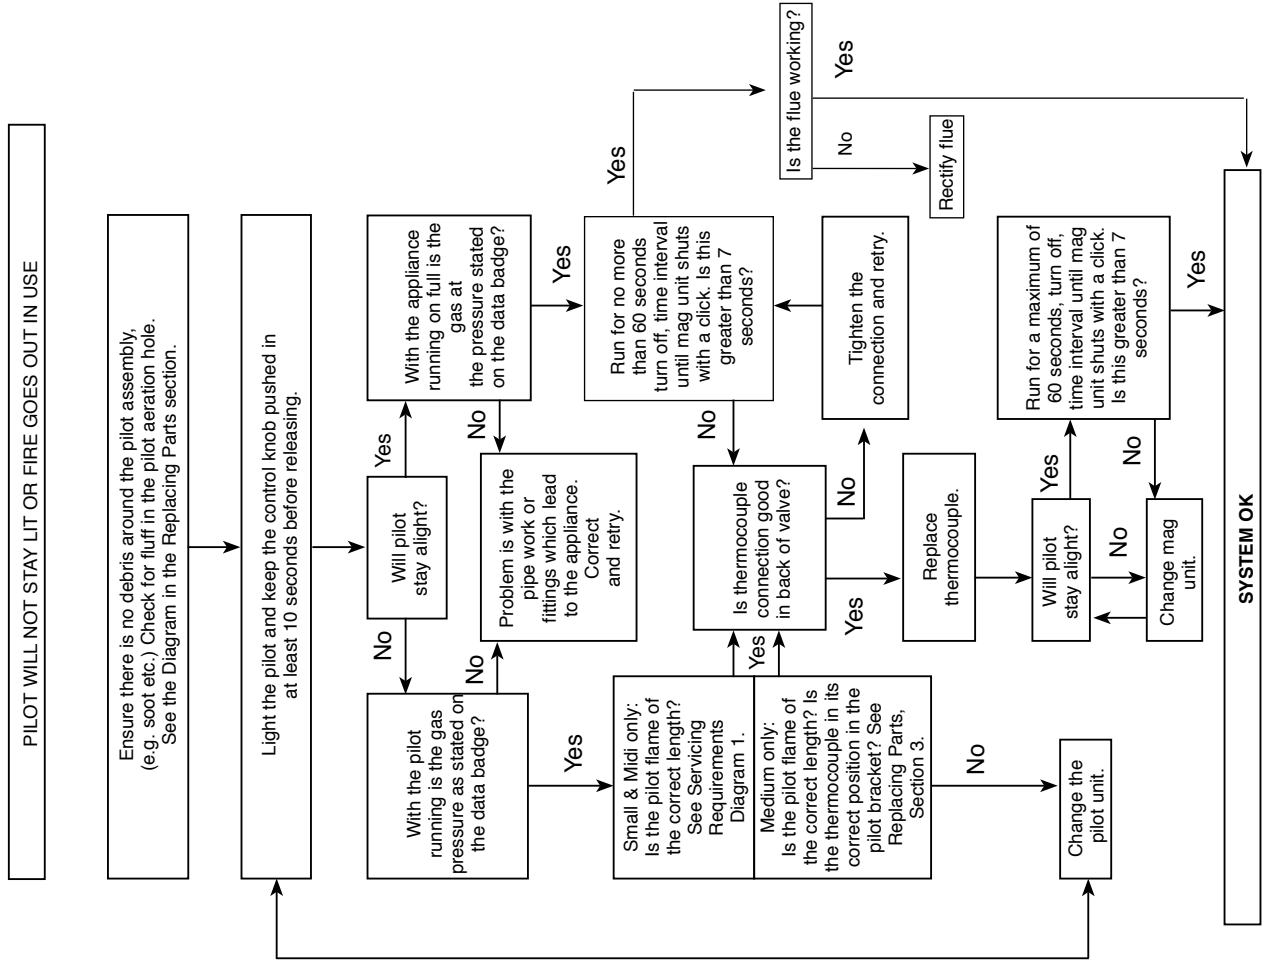 PILOT WILL NOT STAY LIT OR FIRE GOES OUT IN USE
Ensure there is no debris around the pilot assembly,
(e.g. soot etc.) Check for fluff in the pilot aeration hole.
See the Diagram in the Replacing Parts section.
Light the pilot and keep the control knob pushed in
at least 10 seconds before releasing.
Will pilot
stay alight?
No
Yes
With the pilot
running is the gas
pressure as stated on
the data badge?
With the appliance
running on full is the
gas at
the pressure stated
on the data badge?
No
No
Problem is with the
pipe work or
fittings which lead
to the appliance.
Correct
and retry.
Yes
Yes
Small & Midi only:
Is the pilot flame of
the correct length?
See Servicing
Requirements
Diagram 1.
Medium only:
Is the pilot flame of
the correct length? Is
the thermocouple in its
correct position in the
pilot bracket? See
Replacing Parts,
Section 3.
Yes
No
Change the
pilot unit.
Run for no more
than 60 seconds
turn off, time interval
until mag unit shuts
with a click. Is this
greater than 7
seconds?
Yes
No
Is thermocouple
connection good
in back of valve?
No
Tighten the
connection and retry.
Yes
Replace
thermocouple.
Is the flue working?
No
Yes
Rectify flue
Will pilot
stay alight?
Yes
No
Change mag
unit.
Run for a maximum of
60 seconds, turn off,
time interval until mag
unit shuts with a click.
Is this greater than 7
seconds?
No
Yes
SYSTEM OK